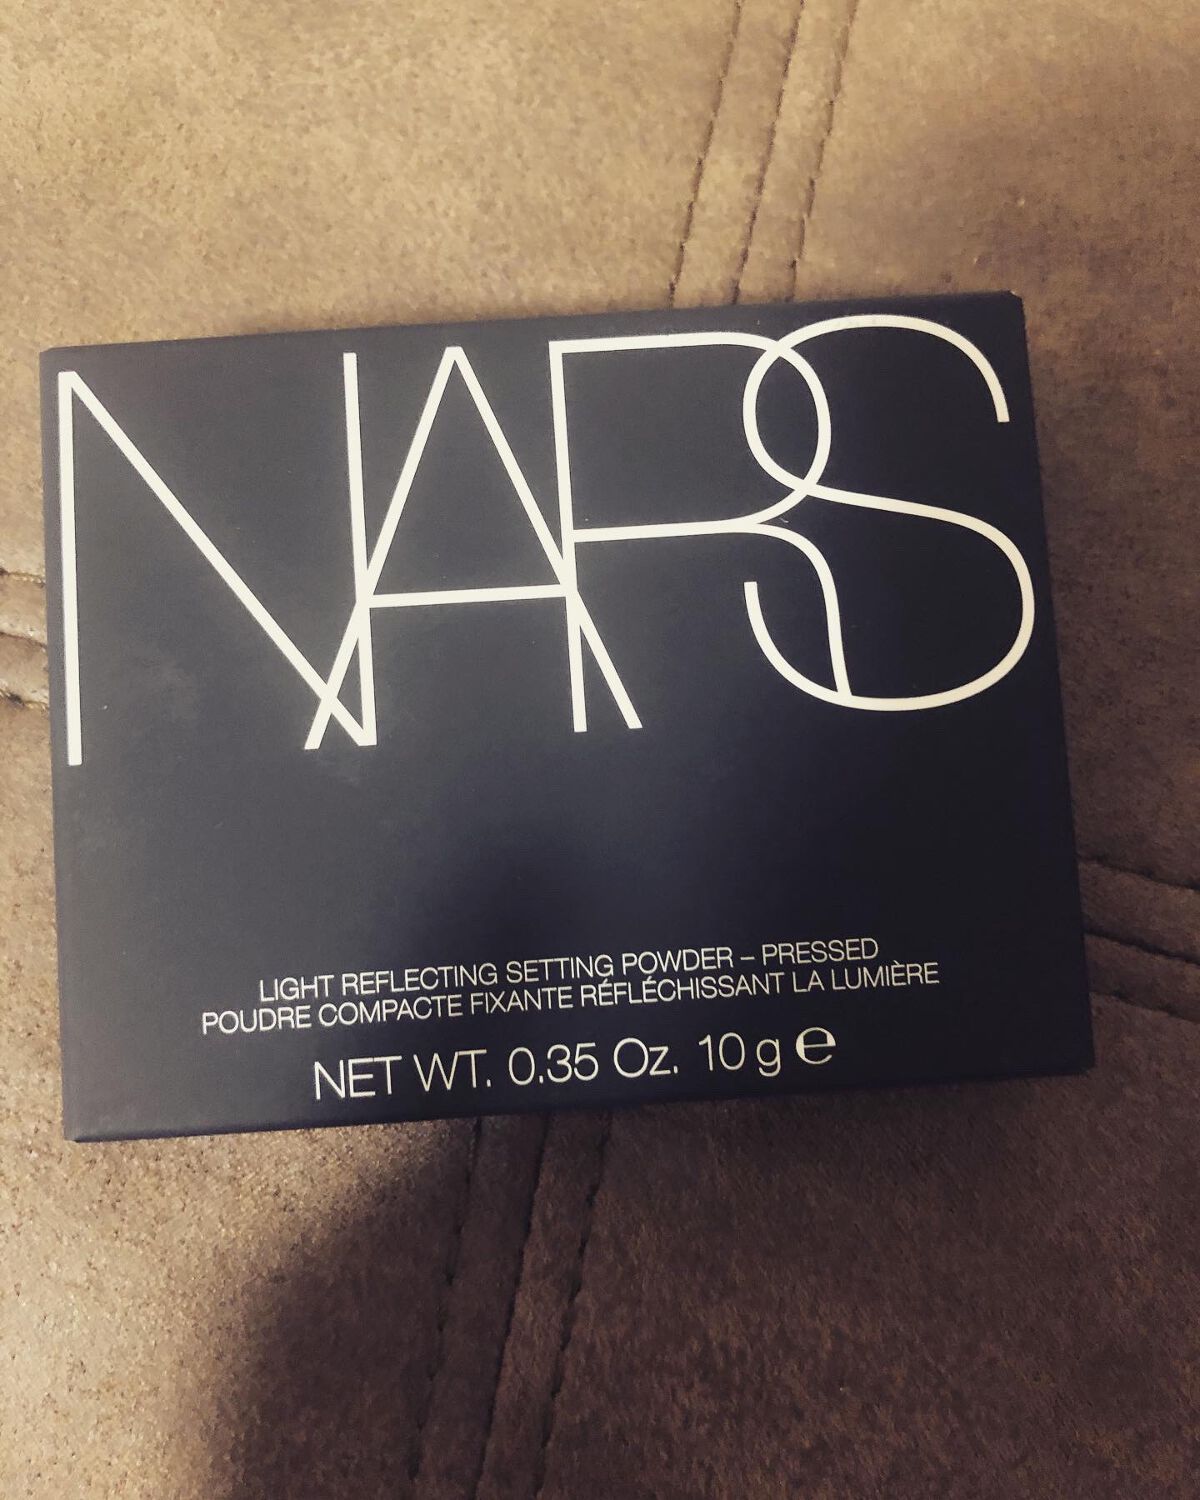 NARS
LIGHT REFLECTING SETTING POWDER – PRESSED
POUDRE COMPACTE FIXANTE RÉFLÉCHISSANT LA LUMIÈRE
NET WT. 0.35 Oz. 10 g ℮